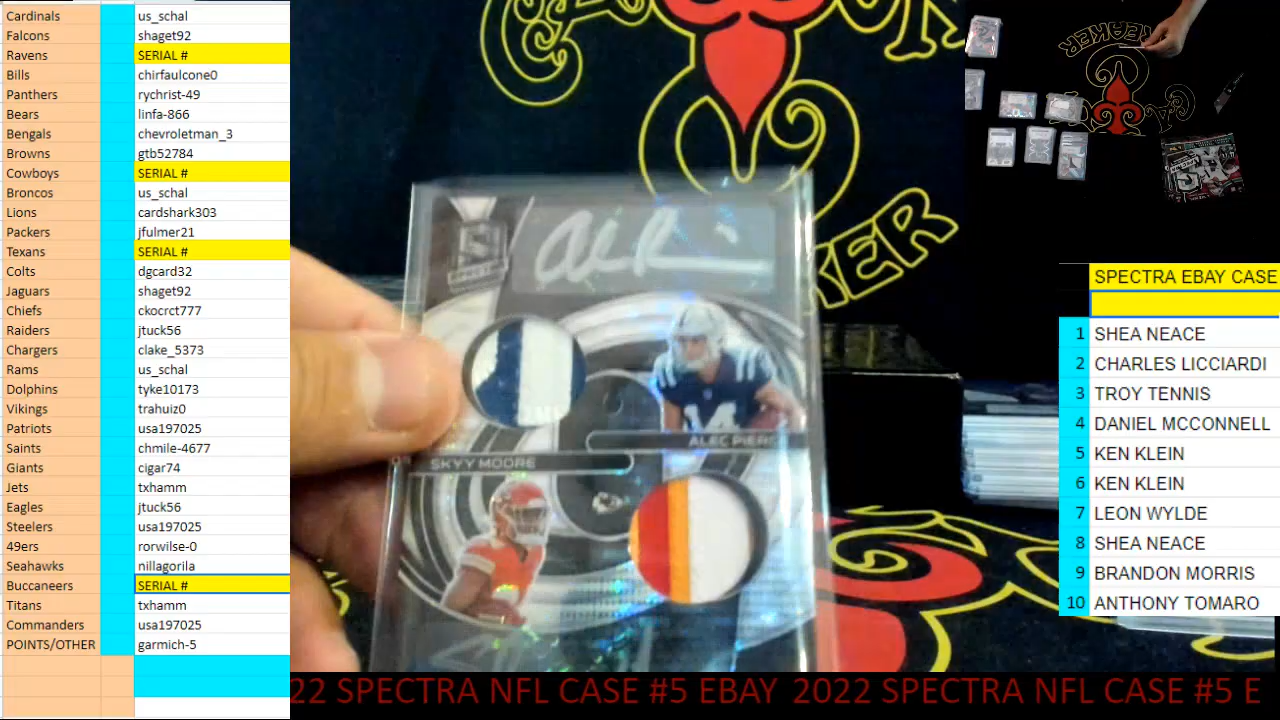 Cardinals us_schal
Falcons shaget92
Ravens SERIAL #
Bills chirfaulcone0
Panthers rychrist-49
Bears linfa-866
Bengals chevroletman_3
Browns gtb52784
Cowboys SERIAL #
Broncos us_schal
Lions cardshark303
Packers jfulmer21
Texans SERIAL #
Colts dgcard32
Jaguars shaget92
Chiefs ckocrct777
Raiders jtuck56
Chargers clake_5373
Rams us_schal
Dolphins tyke10173
Vikings trahuiz0
Patriots usa197025
Saints chmile-4677
Giants cigar74
Jets txhamm
Eagles jtuck56
Steelers usa197025
49ers rorwilse-0
Seahawks nillagorila
Buccaneers SERIAL #
Titans txhamm
Commanders usa197025
POINTS/OTHER garmich-5
KER
14
ALEC PIERCE
SKYY MOORE
SPECTRA EBAY CASE
1 SHEA NEACE
2 CHARLES LICCIARDI
3 TROY TENNIS
4 DANIEL MCCONNELL
5 KEN KLEIN
6 KEN KLEIN
7 LEON WYLDE
8 SHEA NEACE
9 BRANDON MORRIS
10 ANTHONY TOMARO
22 SPECTRA NFL CASE #5 EBAY 2022 SPECTRA NFL CASE #5 E